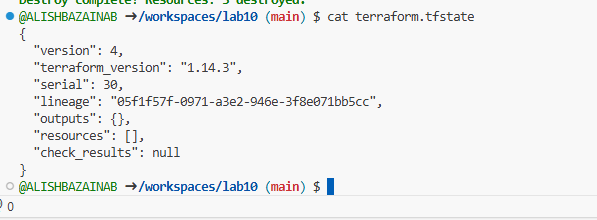 Destroy complete! Resources: 5 destroyed.
@ALISHBAZAINAB ➜/workspaces/lab10 (main) $ cat terraform.tfstate
{
  "version": 4,
  "terraform_version": "1.14.3",
  "serial": 30,
  "lineage": "05f1f57f-0971-a3e2-946e-3f8e071bb5cc",
  "outputs": {},
  "resources": [],
  "check_results": null
}
@ALISHBAZAINAB ➜/workspaces/lab10 (main) $
0